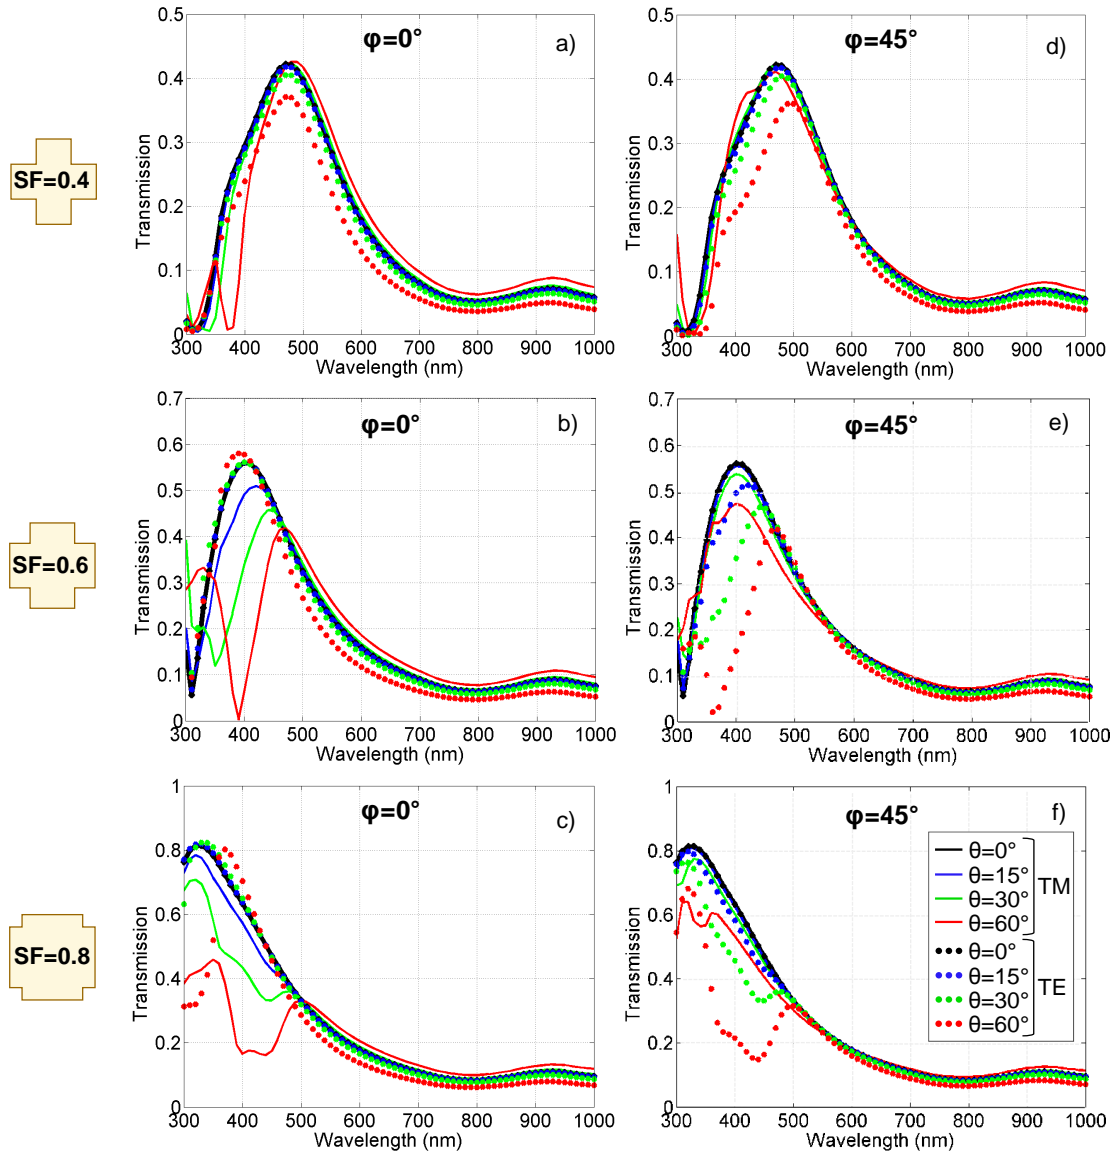 SF=0.4
φ=0°
a)
Transmission
0.5
0.4
0.3
0.2
0.1
0
300 400 500 600 700 800 900 1000
Wavelength (nm)
φ=45°
d)
Transmission
0.5
0.4
0.3
0.2
0.1
0
300 400 500 600 700 800 900 1000
Wavelength (nm)
SF=0.6
φ=0°
b)
Transmission
0.7
0.6
0.5
0.4
0.3
0.2
0.1
0
300 400 500 600 700 800 900 1000
Wavelength (nm)
φ=45°
e)
Transmission
0.7
0.6
0.5
0.4
0.3
0.2
0.1
0
300 400 500 600 700 800 900 1000
Wavelength (nm)
SF=0.8
φ=0°
c)
Transmission
1
0.8
0.6
0.4
0.2
0
300 400 500 600 700 800 900 1000
Wavelength (nm)
φ=45°
f)
Transmission
1
0.8
0.6
0.4
0.2
0
300 400 500 600 700 800 900 1000
Wavelength (nm)
θ=0°
θ=15°
θ=30°
θ=60°
TM
θ=0°
θ=15°
θ=30°
θ=60°
TE